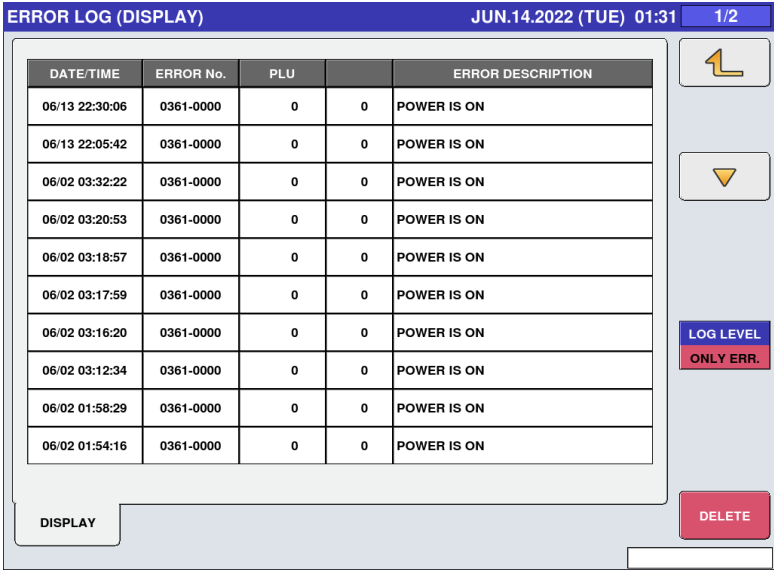 ERROR LOG (DISPLAY) JUN.14.2022 (TUE) 01:31 1/2
DATE/TIME ERROR No. PLU ERROR DESCRIPTION
06/13 22:30:06 0361-0000 0 0 POWER IS ON
06/13 22:05:42 0361-0000 0 0 POWER IS ON
06/02 03:32:22 0361-0000 0 0 POWER IS ON
06/02 03:20:53 0361-0000 0 0 POWER IS ON
06/02 03:18:57 0361-0000 0 0 POWER IS ON
06/02 03:17:59 0361-0000 0 0 POWER IS ON
06/02 03:16:20 0361-0000 0 0 POWER IS ON
06/02 03:12:34 0361-0000 0 0 POWER IS ON
06/02 01:58:29 0361-0000 0 0 POWER IS ON
06/02 01:54:16 0361-0000 0 0 POWER IS ON
LOG LEVEL
ONLY ERR.
DISPLAY
DELETE